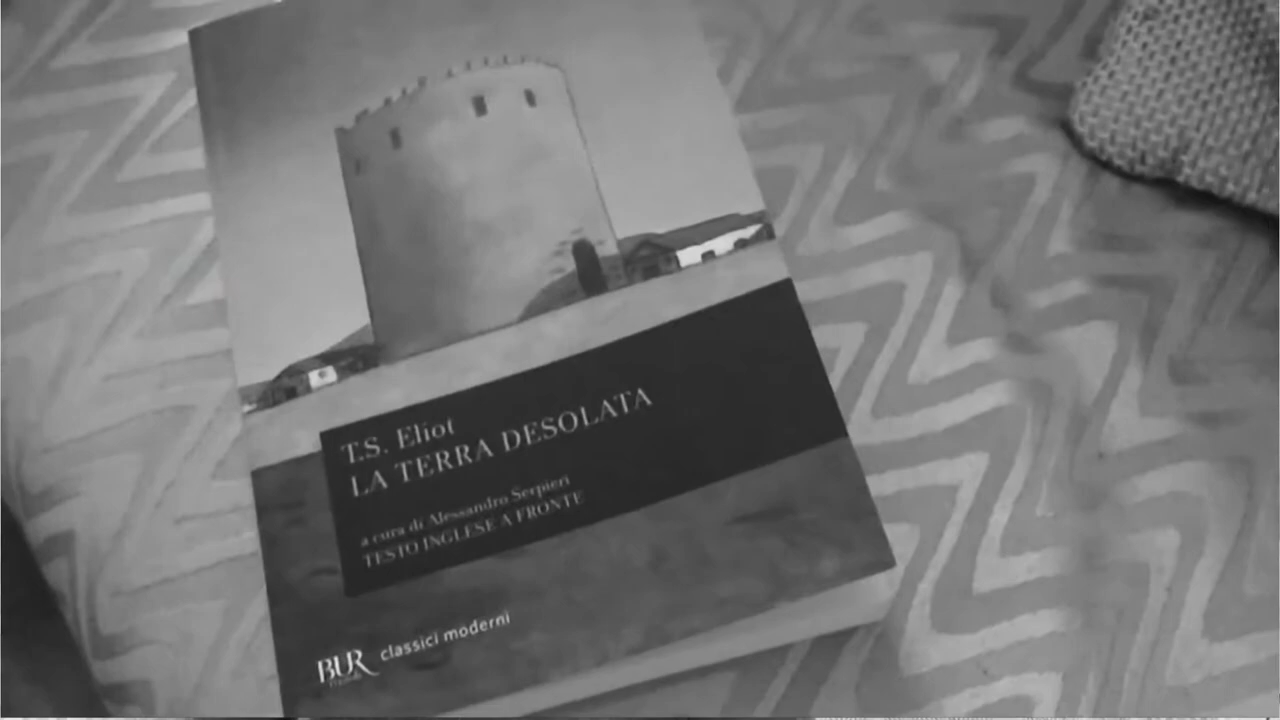 T.S. Eliot
LA TERRA DESOLATA
a cura di Alessandro Serpieri
TESTO INGLESE A FRONTE
BUR classici moderni